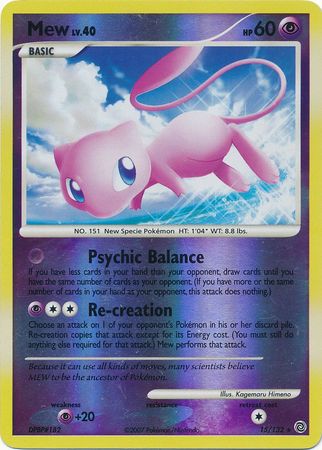 Mew LV.40 HP 60
BASIC
NO. 151 New Specie Pokémon HT: 1'04" WT: 8.8 lbs.
Psychic Balance
If you have less cards in your hand than your opponent, draw cards until you
have the same number of cards as your opponent. (If you have more or the same
number of cards in your hand as your opponent, this attack does nothing.)
Re-creation
Choose an attack on 1 of your opponent's Pokémon in his or her discard pile.
Re-creation copies that attack except for its Energy cost. (You must still do
anything else required for that attack.) Mew performs that attack.
Because it can use all kinds of moves, many scientists believe
MEW to be the ancestor of Pokémon.
Illus. Kagemaru Himeno
weakness resistance retreat cost
+20
DPBP#182 ©2007 Pokémon/Nintendo 15/132 ★